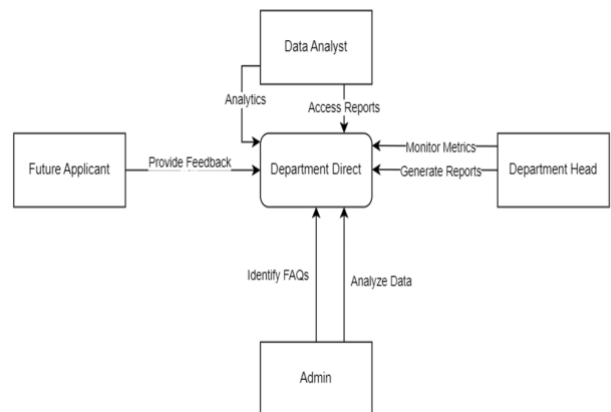 Data Analyst
Analytics
Access Reports
Monitor Metrics
Future Applicant
Provide Feedback
Department Direct
Generate Reports
Department Head
Identify FAQs
Analyze Data
Admin